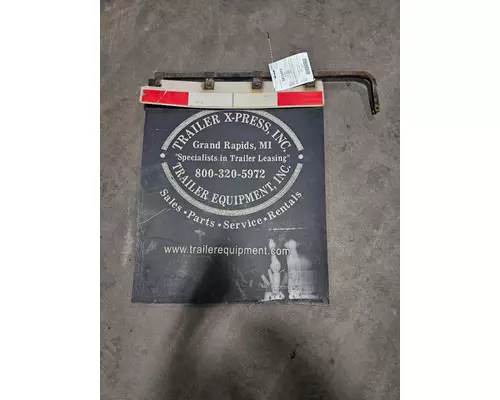 TRAILER X-PRESS, INC.
Grand Rapids, MI
"Specialists in Trailer Leasing"
800-320-5972
TRAILER EQUIPMENT, INC.
Sales • Parts • Service • Rentals
www.trailerequipment.com